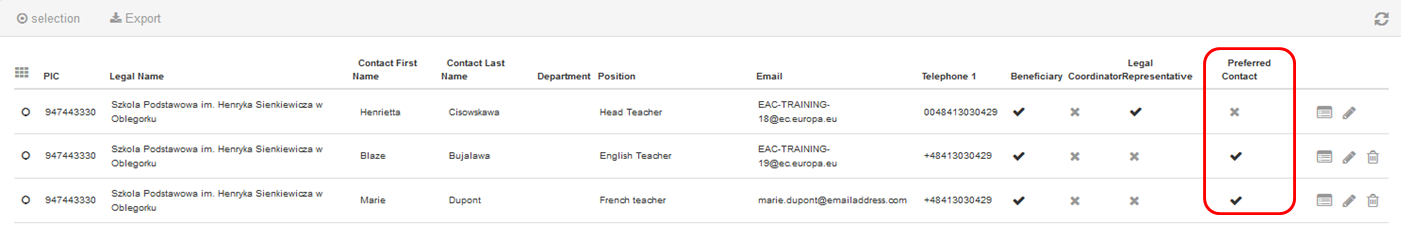 selection Export
Contact First Contact Last Legal Preferred
PIC Legal Name Name Name Department Position Email Telephone 1 Beneficiary Coordinator Representative Contact
Szkola Podstawowa im. Henryka Sienkiewicza w EAC-TRAINING-
947443330 Henrietta Cisowskawa Head Teacher 0048413030429
Oblegorku 18@ec.europa.eu
Szkola Podstawowa im. Henryka Sienkiewicza w EAC-TRAINING-
947443330 Blaze Bujalawa English Teacher +48413030429
Oblegorku 19@ec.europa.eu
Szkola Podstawowa im. Henryka Sienkiewicza w
947443330 Marie Dupont French teacher marie.dupont@emailaddress.com +48413030429
Oblegorku